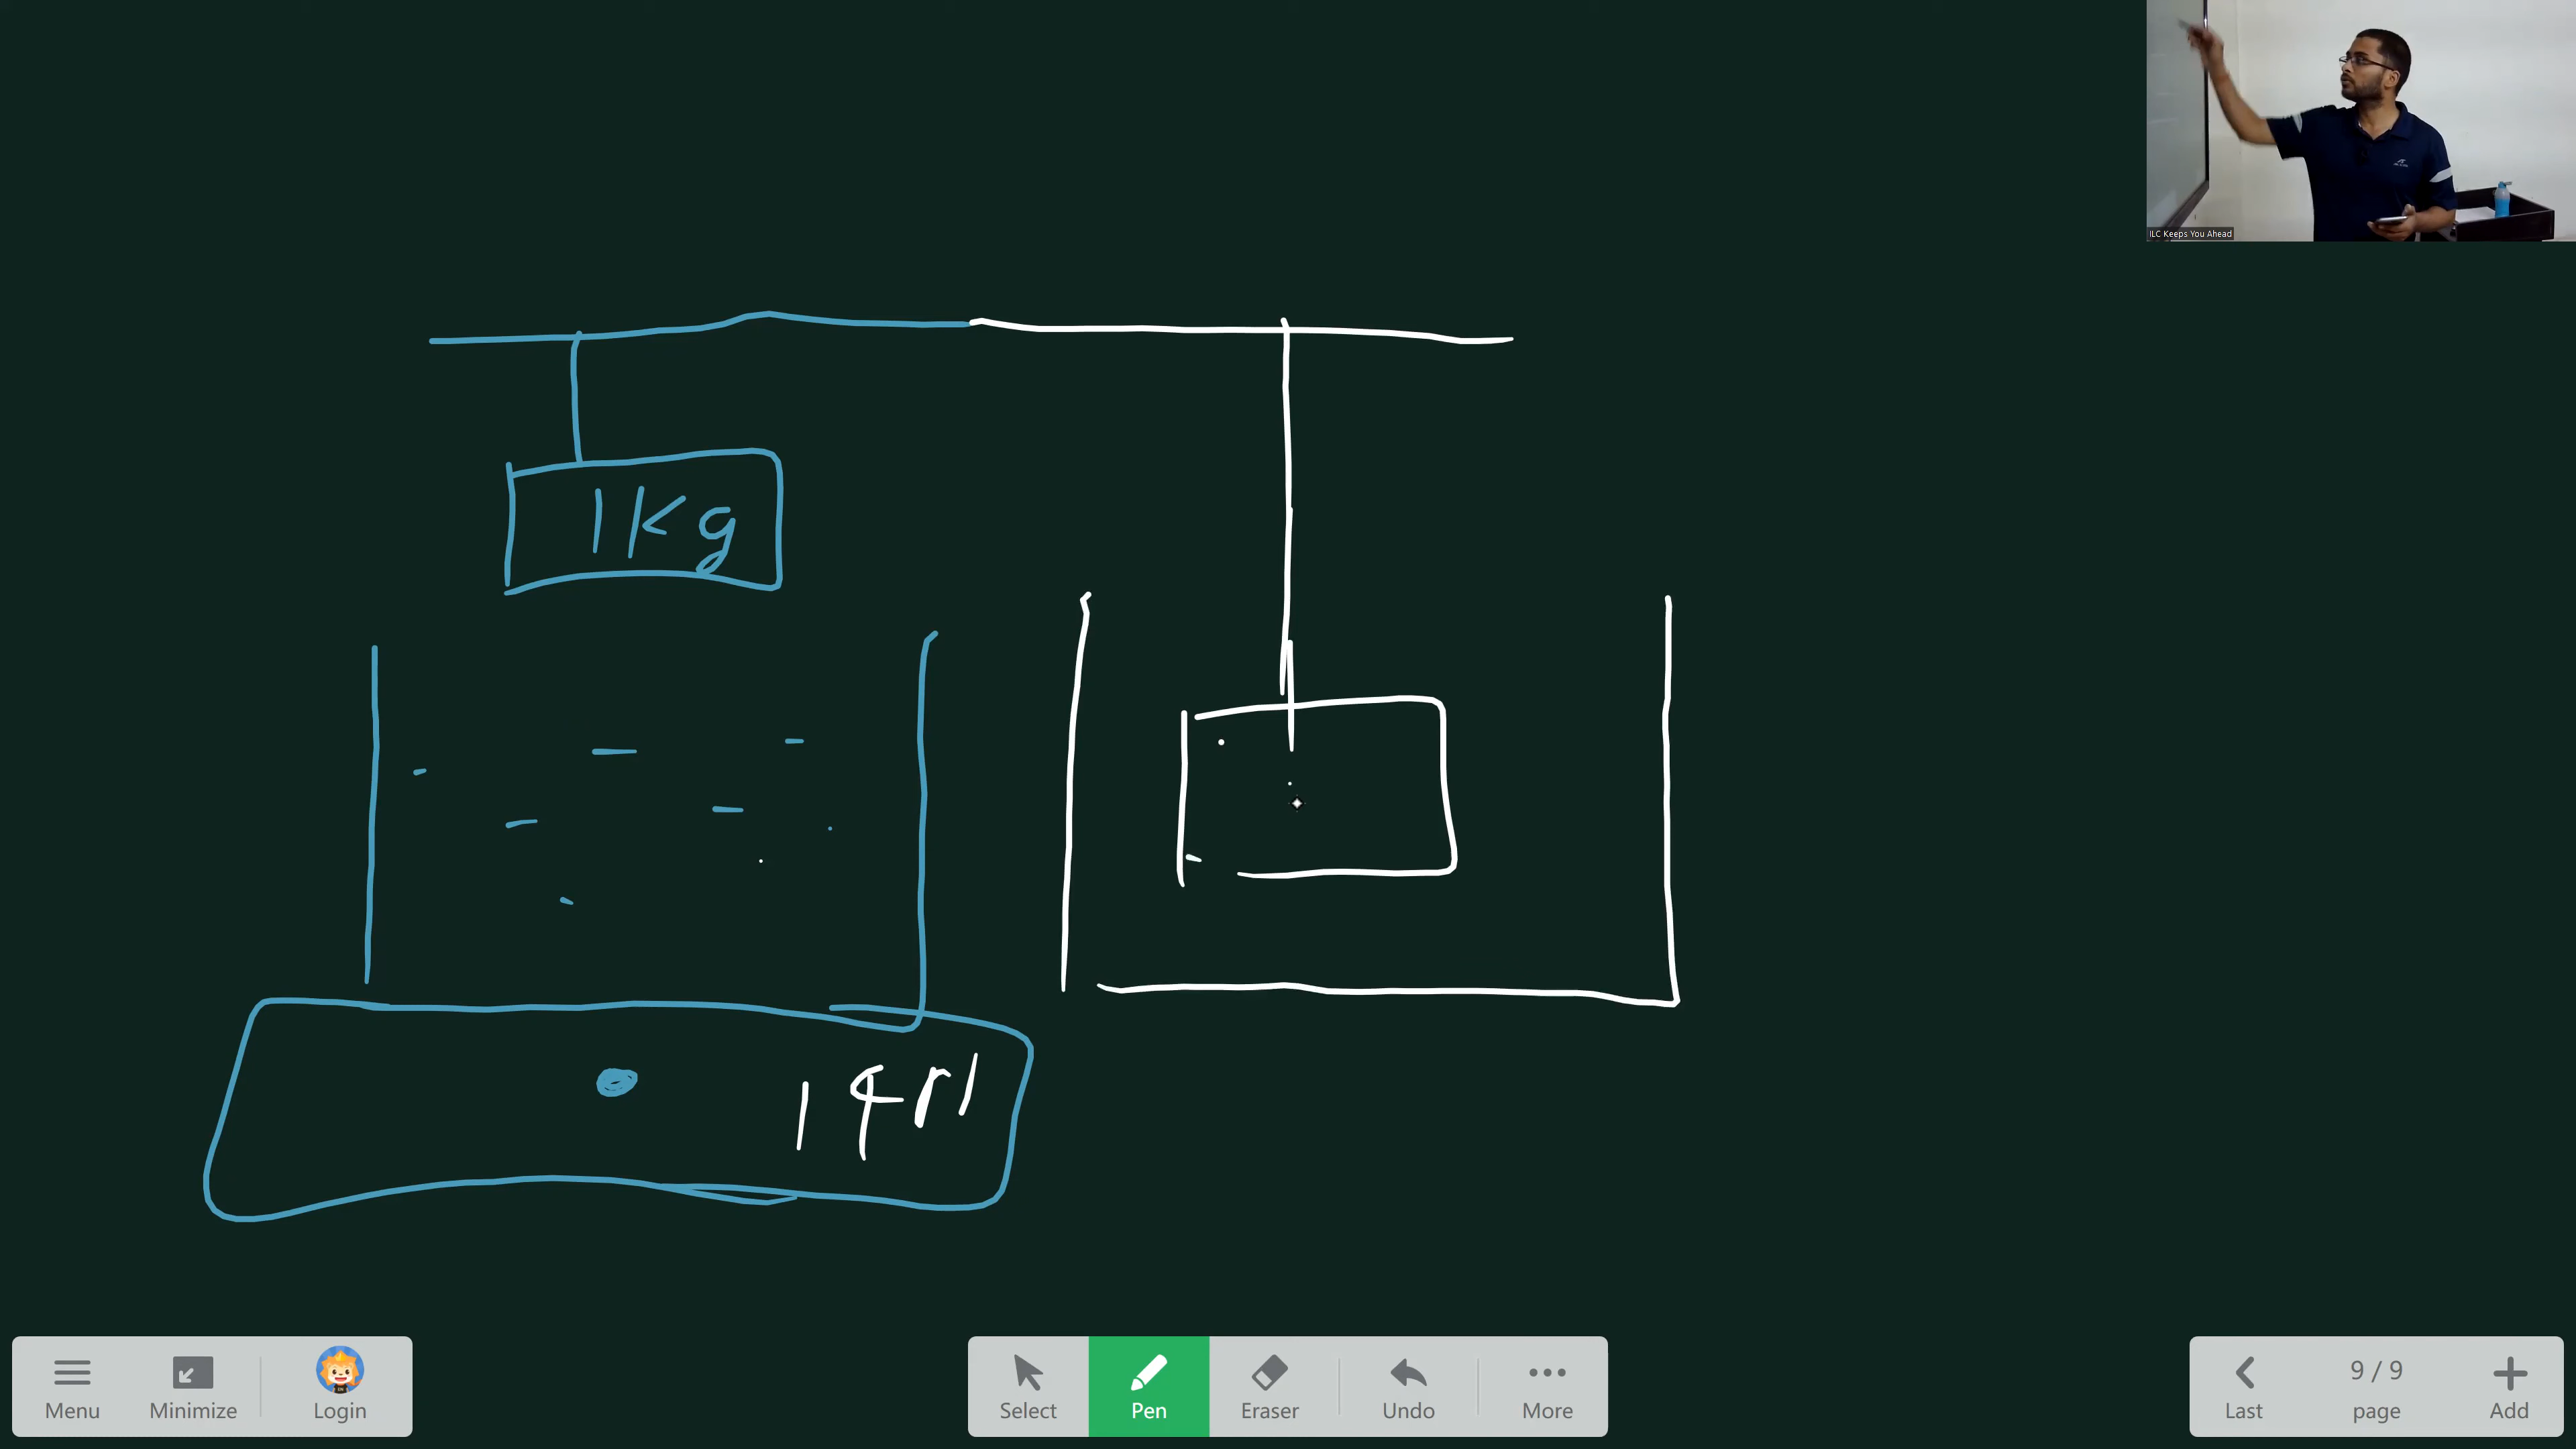 ILC Keeps You Ahead
1Kg
Menu
Minimize
Login
Select
Pen
Eraser
Undo
More
Last
9 / 9
page
Add